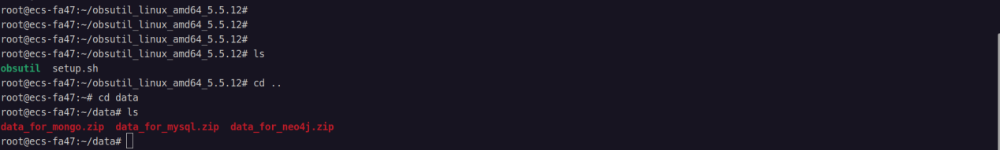 root@ecs-fa47:~/obsutil_linux_amd64_5.5.12#
root@ecs-fa47:~/obsutil_linux_amd64_5.5.12#
root@ecs-fa47:~/obsutil_linux_amd64_5.5.12#
root@ecs-fa47:~/obsutil_linux_amd64_5.5.12# ls
obsutil  setup.sh
root@ecs-fa47:~/obsutil_linux_amd64_5.5.12# cd ..
root@ecs-fa47:~# cd data
root@ecs-fa47:~/data# ls
data_for_mongo.zip  data_for_mysql.zip  data_for_neo4j.zip
root@ecs-fa47:~/data#